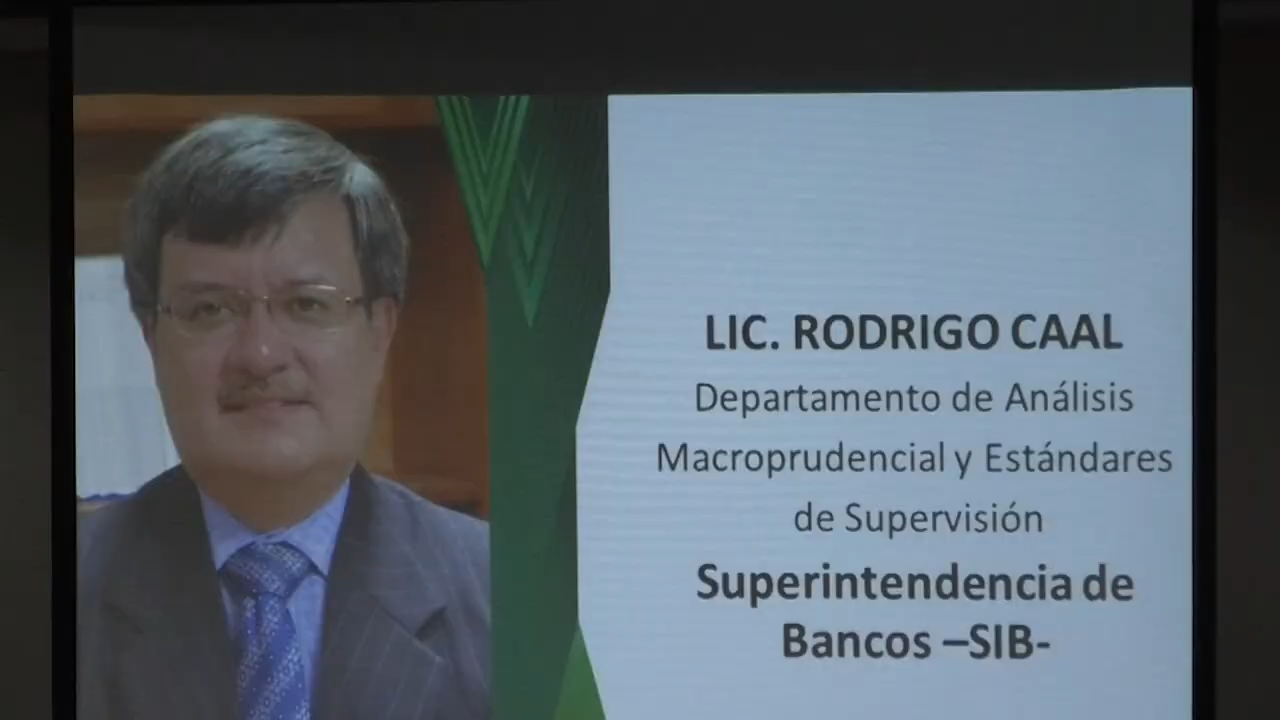 LIC. RODRIGO CAAL
Departamento de Análisis
Macroprudencial y Estándares
de Supervisión
Superintendencia de
Bancos –SIB-